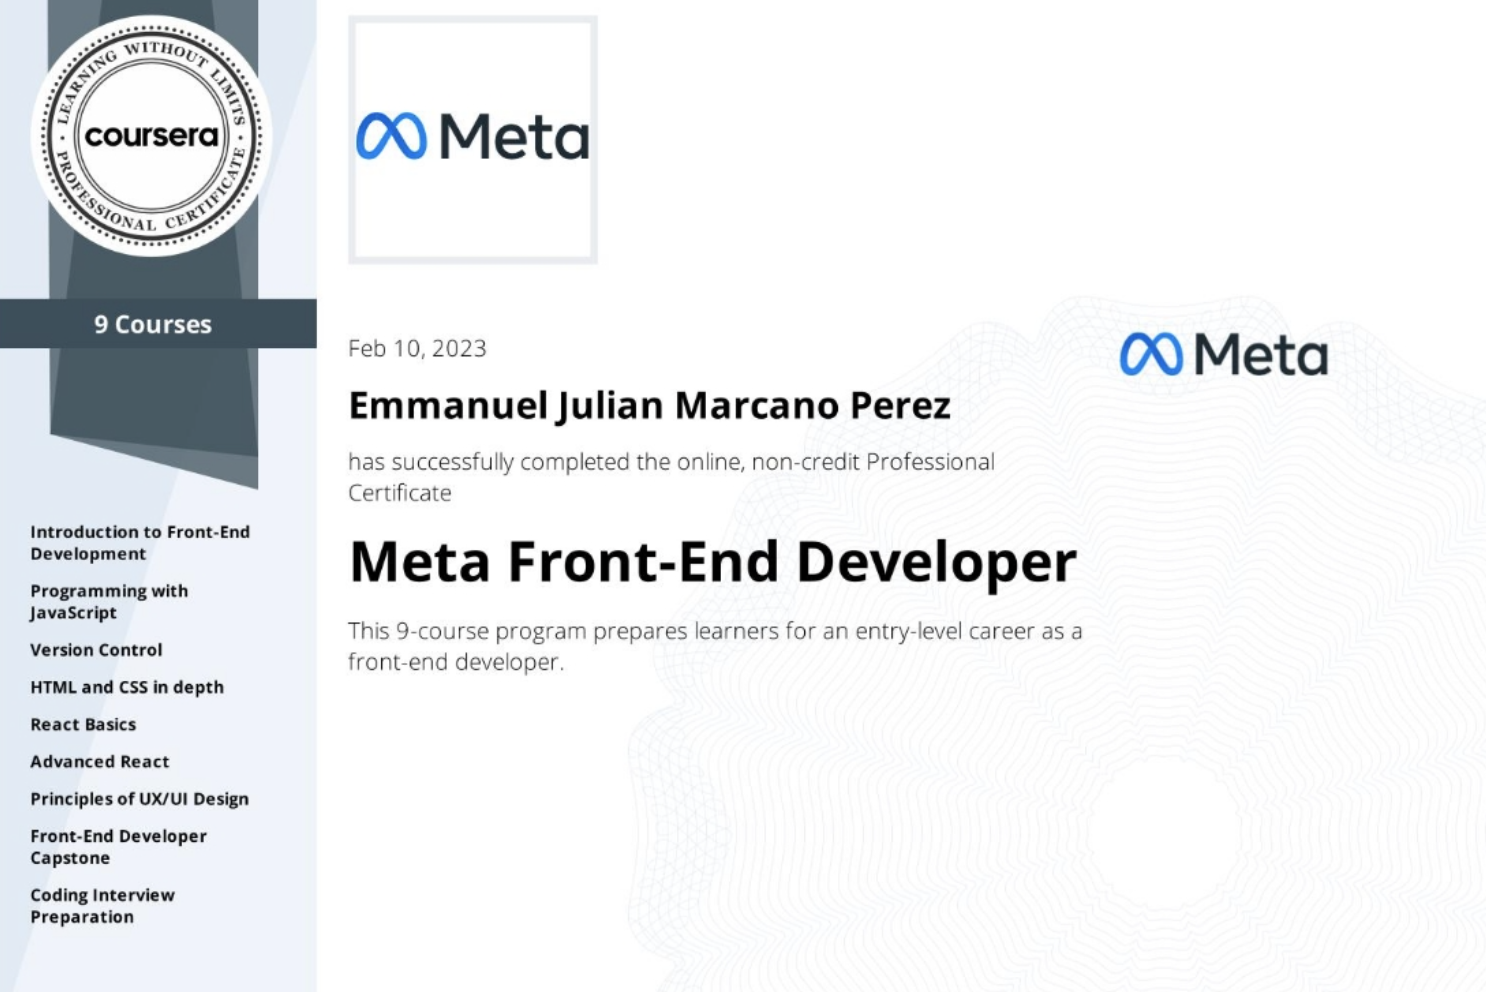 LEARNING WITHOUT LIMITS
coursera
PROFESSIONAL CERTIFICATE
9 Courses
Introduction to Front-End
Development
Programming with
JavaScript
Version Control
HTML and CSS in depth
React Basics
Advanced React
Principles of UX/UI Design
Front-End Developer
Capstone
Coding Interview
Preparation
Meta
Feb 10, 2023
Emmanuel Julian Marcano Perez
has successfully completed the online, non-credit Professional
Certificate
Meta Front-End Developer
This 9-course program prepares learners for an entry-level career as a
front-end developer.
Meta